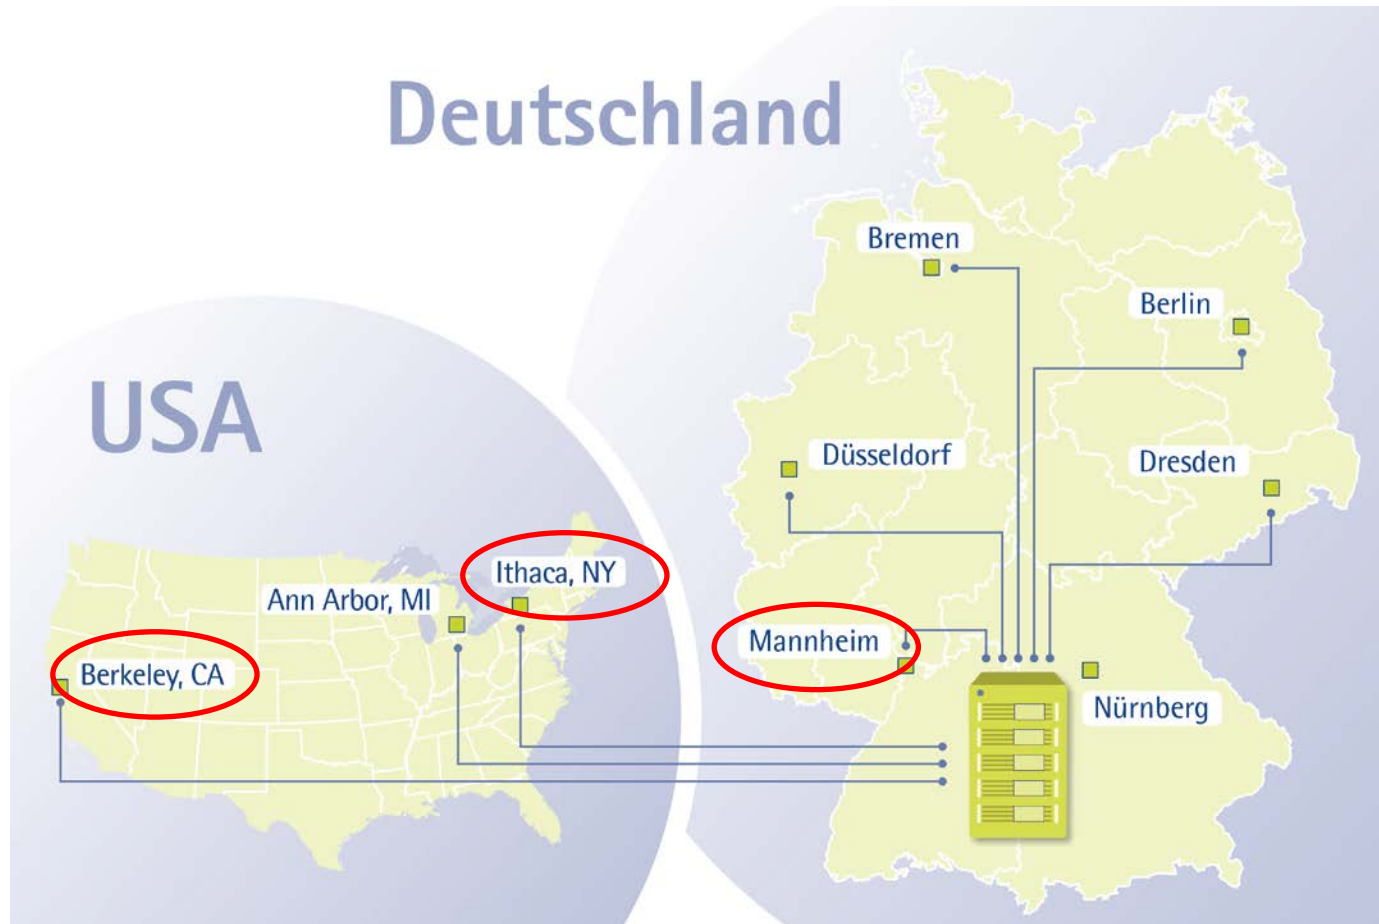 Deutschland
Bremen
Berlin
USA
Düsseldorf
Dresden
Ithaca, NY
Ann Arbor, MI
Mannheim
Berkeley, CA
Nürnberg